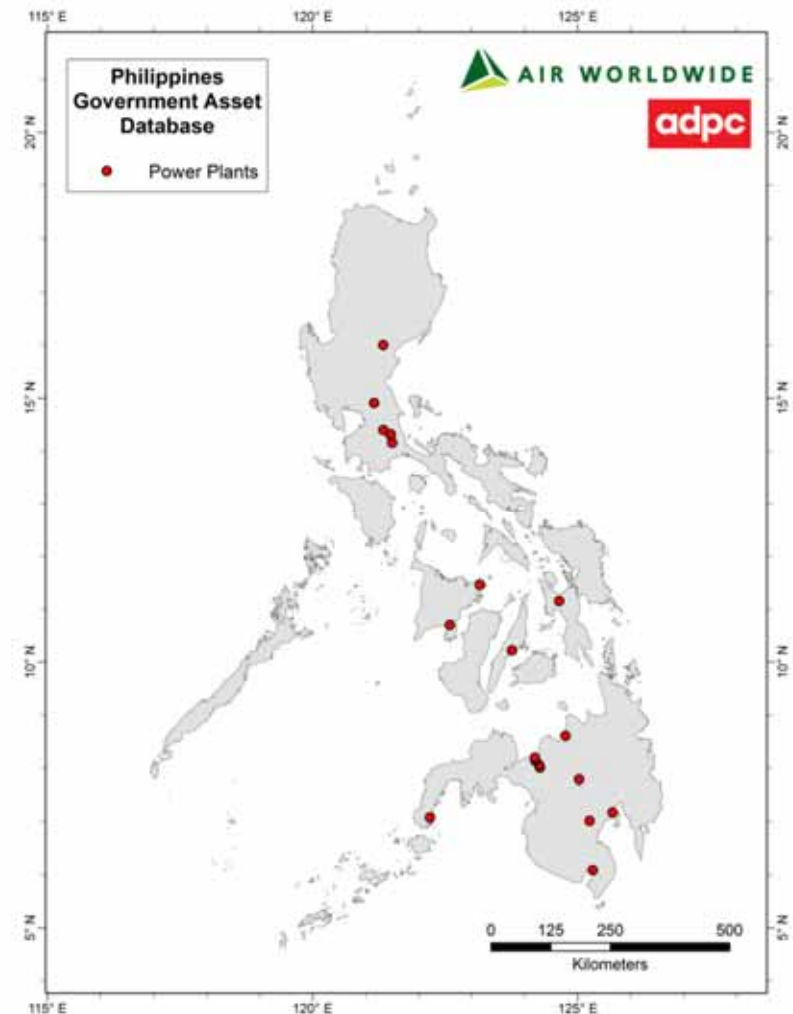 115° E 120° E 125° E
Philippines
Government Asset
Database
Power Plants
AIR WORLDWIDE
adpc
20° N 20° N
15° N 15° N
10° N 10° N
5° N 5° N
0 125 250 500
Kilometers
115° E 120° E 125° E